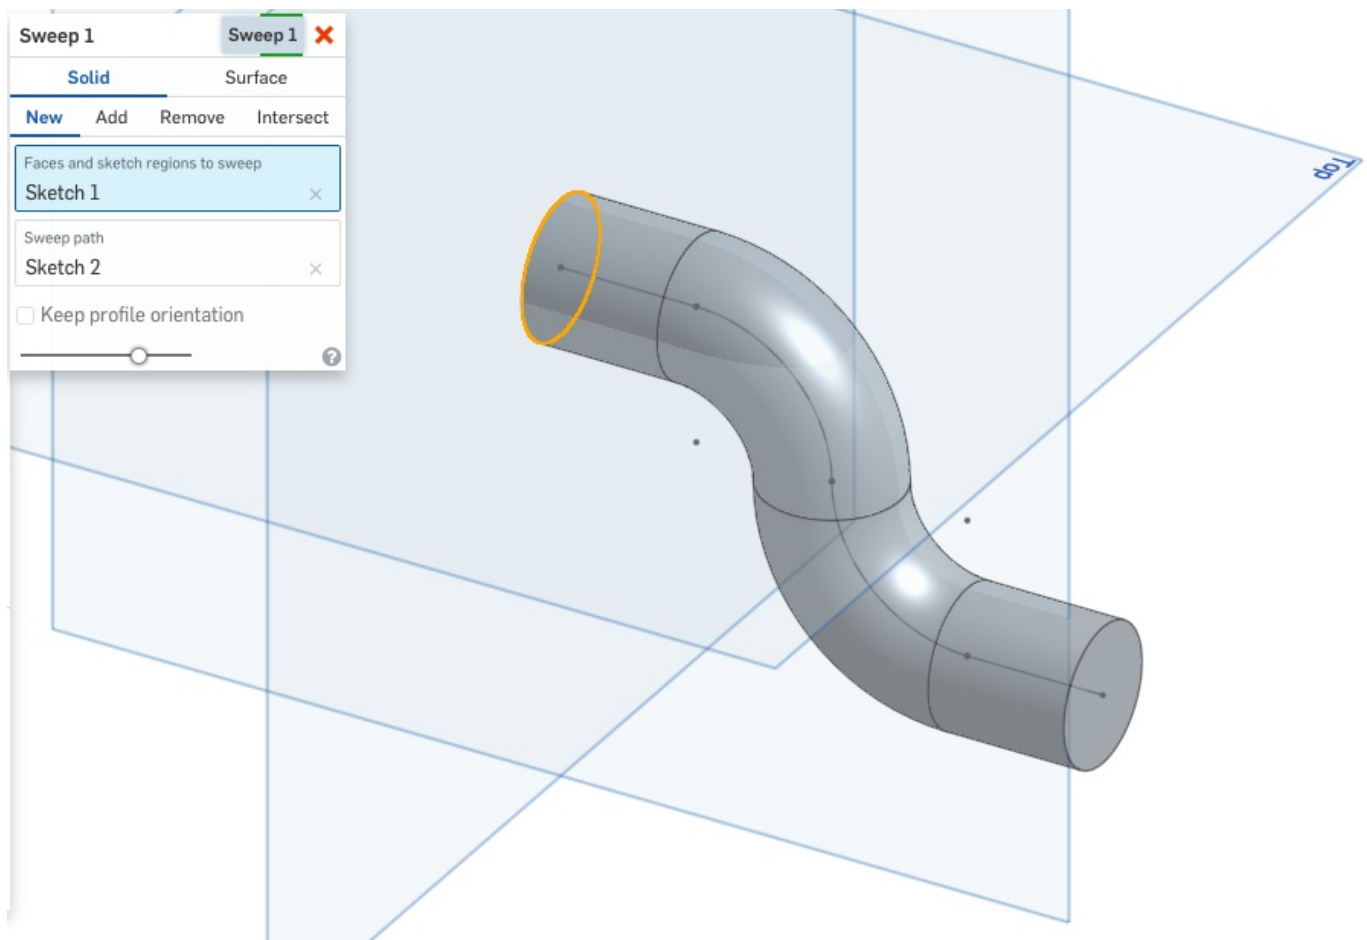 Sweep 1 Sweep 1
Solid Surface
New Add Remove Intersect
Faces and sketch regions to sweep
Sketch 1
Sweep path
Sketch 2
Keep profile orientation
?
Top